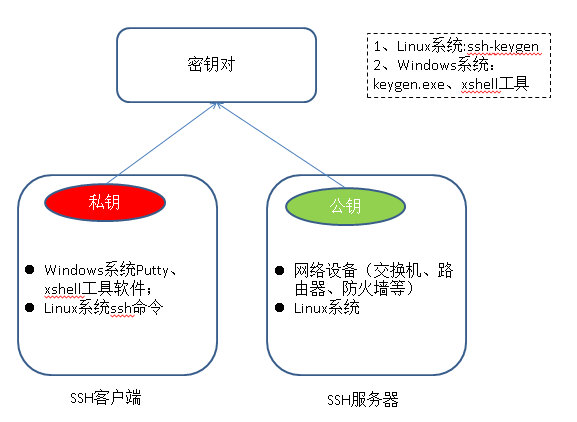 密钥对
1、Linux系统:ssh-keygen
2、Windows系统：
keygen.exe、xshell工具
私钥
Windows系统Putty、
xshell工具软件；
Linux系统ssh命令
SSH客户端
公钥
网络设备（交换机、路
由器、防火墙等）
Linux系统
SSH服务器